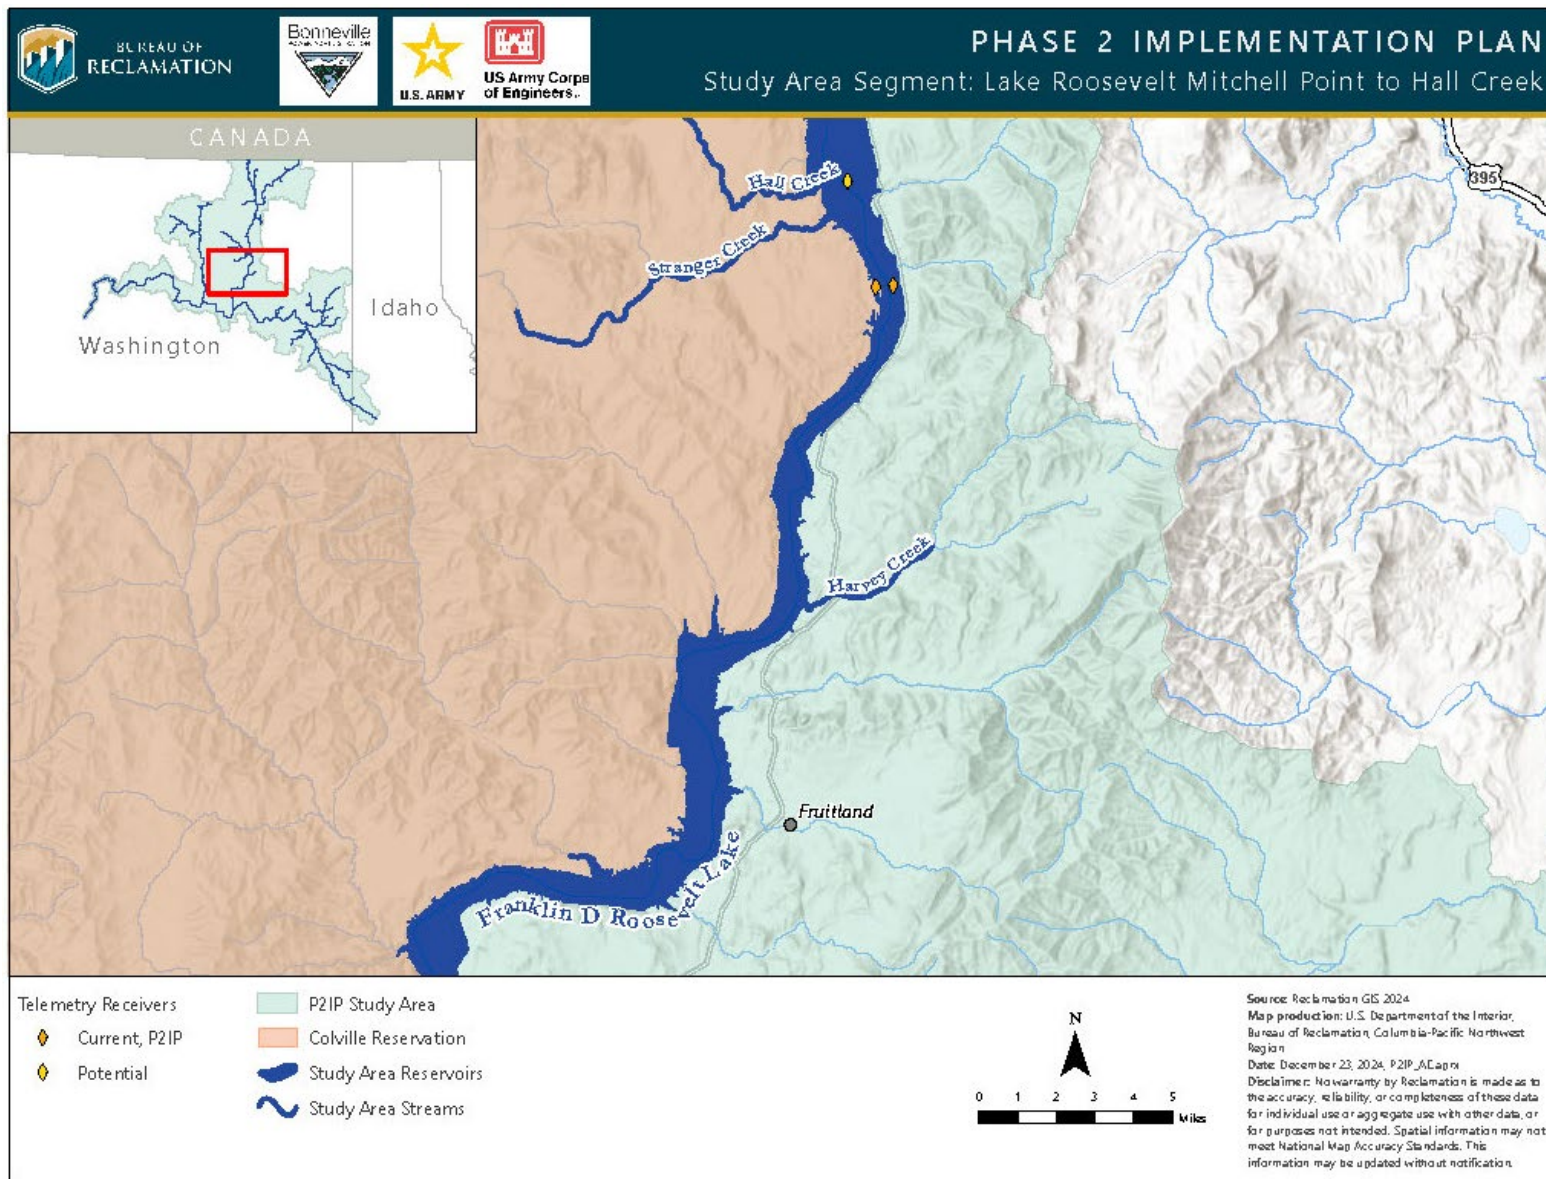 BUREAU OF
RECLAMATION
Bonneville
POWER ADMINISTRATION
U.S. ARMY
US Army Corps
of Engineers.
PHASE 2 IMPLEMENTATION PLAN
Study Area Segment: Lake Roosevelt Mitchell Point to Hall Creek
CANADA
Washington
Idaho
Hall Creek
Stranger Creek
395
Harvey Creek
Fruitland
Franklin D Roosevelt Lake
Telemetry Receivers
Current, P2IP
Potential
P2IP Study Area
Colville Reservation
Study Area Reservoirs
Study Area Streams
N
0 1 2 3 4 5
Miles
Source: Reclamation GIS 2024
Map production: U.S. Department of the Interior,
Bureau of Reclamation, Columbia-Pacific Northwest
Region
Date: December 23, 2024, P2IP_AE.aprx
Disclaimer: No warranty by Reclamation is made as to
the accuracy, reliability, or completeness of these data
for individual use or aggregate use with other data, or
for purposes not intended. Spatial information may not
meet National Map Accuracy Standards. This
information may be updated without notification.